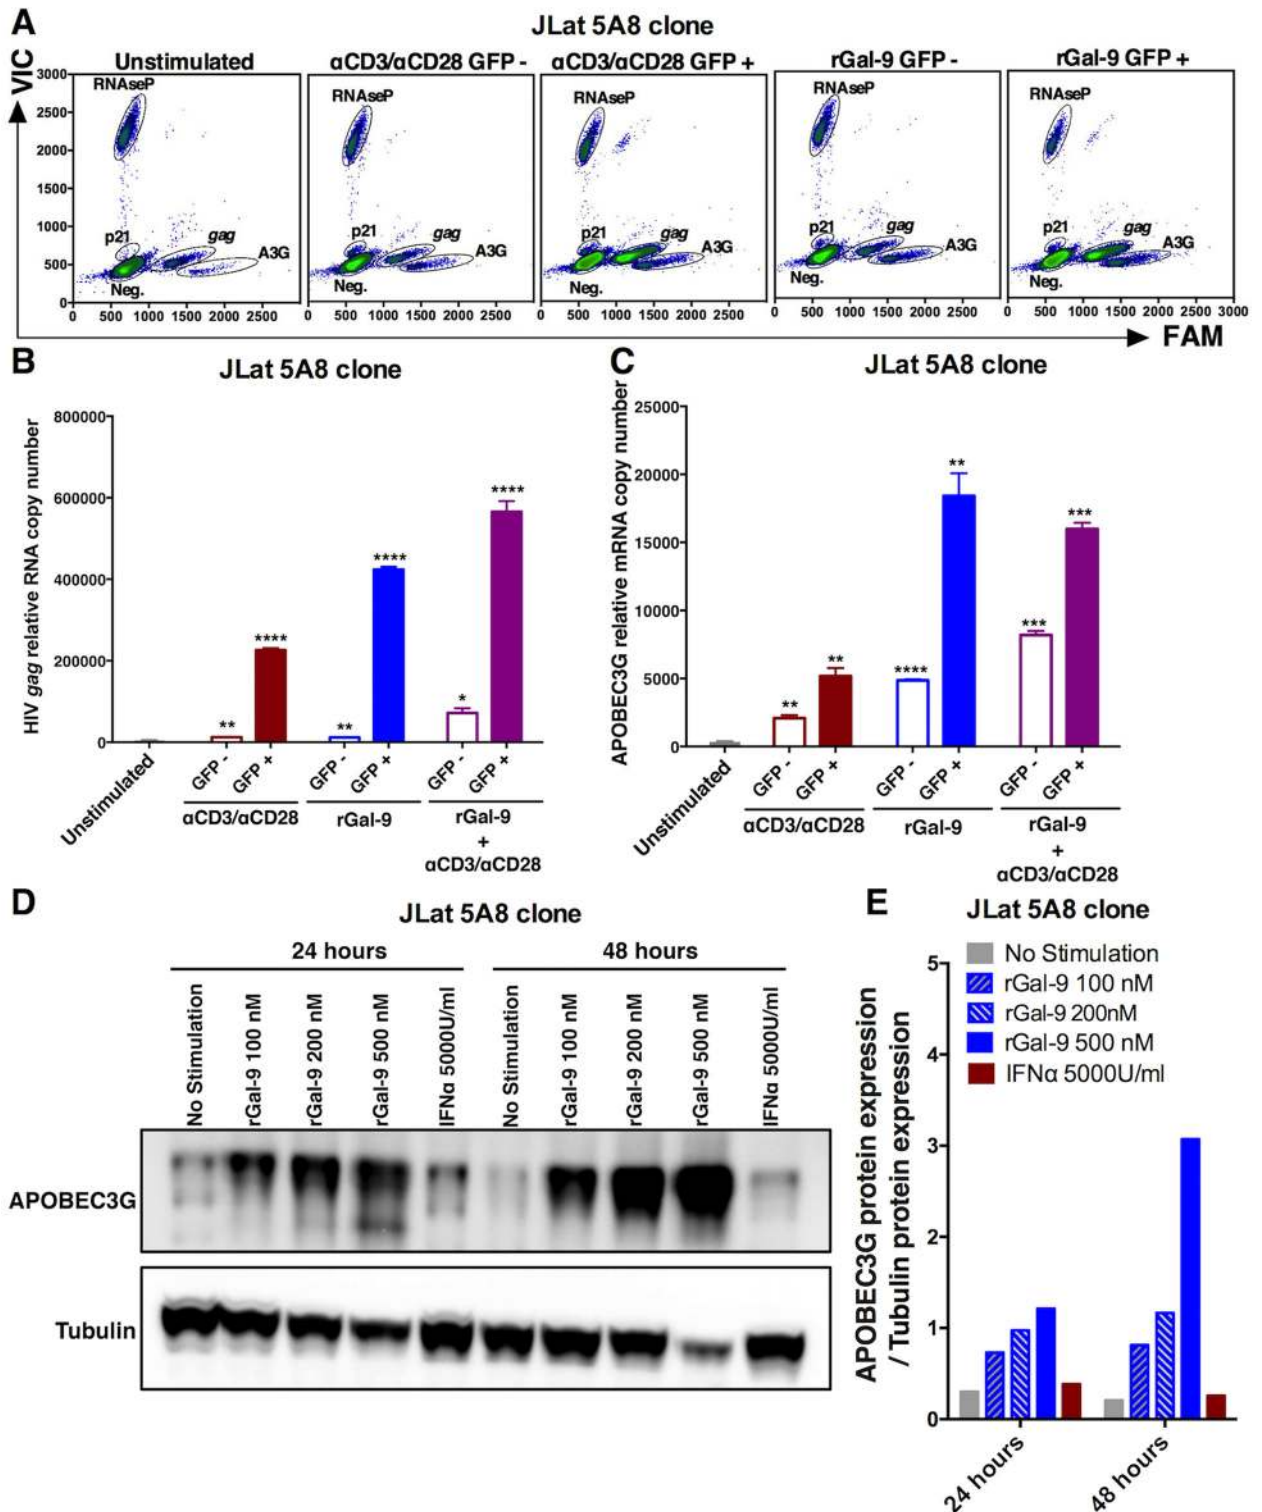 A
JLat 5A8 clone
VIC
Unstimulated
αCD3/αCD28 GFP -
αCD3/αCD28 GFP +
rGal-9 GFP -
rGal-9 GFP +
3000
2500
2000
1500
1000
500
0
RNAseP
p21
gag
A3G
Neg.
RNAseP
p21
gag
A3G
Neg.
RNAseP
p21
gag
A3G
Neg.
RNAseP
p21
gag
A3G
Neg.
RNAseP
p21
gag
A3G
Neg.
0 500 1000 1500 2000 2500
0 500 1000 1500 2000 2500
0 500 1000 1500 2000 2500
0 500 1000 1500 2000 2500
0 500 1000 1500 2000 2500 3000
FAM
B
JLat 5A8 clone
HIV gag relative RNA copy number
800000
600000
400000
200000
0
**
****
**
****
*
****
Unstimulated
GFP -
GFP +
GFP -
GFP +
GFP -
GFP +
αCD3/αCD28
rGal-9
rGal-9
+
αCD3/αCD28
C
JLat 5A8 clone
APOBEC3G relative mRNA copy number
25000
20000
15000
10000
5000
0
**
**
****
**
***
***
Unstimulated
GFP -
GFP +
GFP -
GFP +
GFP -
GFP +
αCD3/αCD28
rGal-9
rGal-9
+
αCD3/αCD28
D
JLat 5A8 clone
24 hours
48 hours
No Stimulation
rGal-9 100 nM
rGal-9 200 nM
rGal-9 500 nM
IFNα 5000U/ml
No Stimulation
rGal-9 100 nM
rGal-9 200 nM
rGal-9 500 nM
IFNα 5000U/ml
APOBEC3G
Tubulin
E
JLat 5A8 clone
No Stimulation
rGal-9 100 nM
rGal-9 200nM
rGal-9 500 nM
IFNα 5000U/ml
APOBEC3G protein expression
/ Tubulin protein expression
5
4
3
2
1
0
24 hours
48 hours